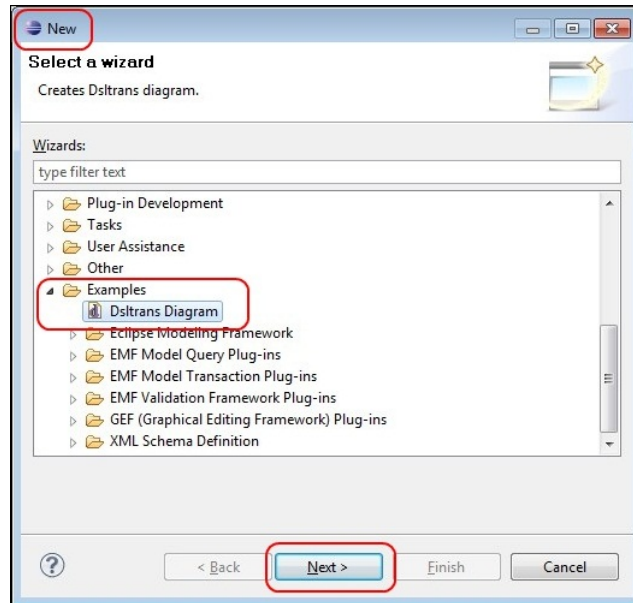 New
Select a wizard
Creates Dsltrans diagram.
Wizards:
type filter text
Plug-in Development
Tasks
User Assistance
Other
Examples
Dsltrans Diagram
Eclipse Modeling Framework
EMF Model Query Plug-ins
EMF Model Transaction Plug-ins
EMF Validation Framework Plug-ins
GEF (Graphical Editing Framework) Plug-ins
XML Schema Definition
? < Back Next > Finish Cancel